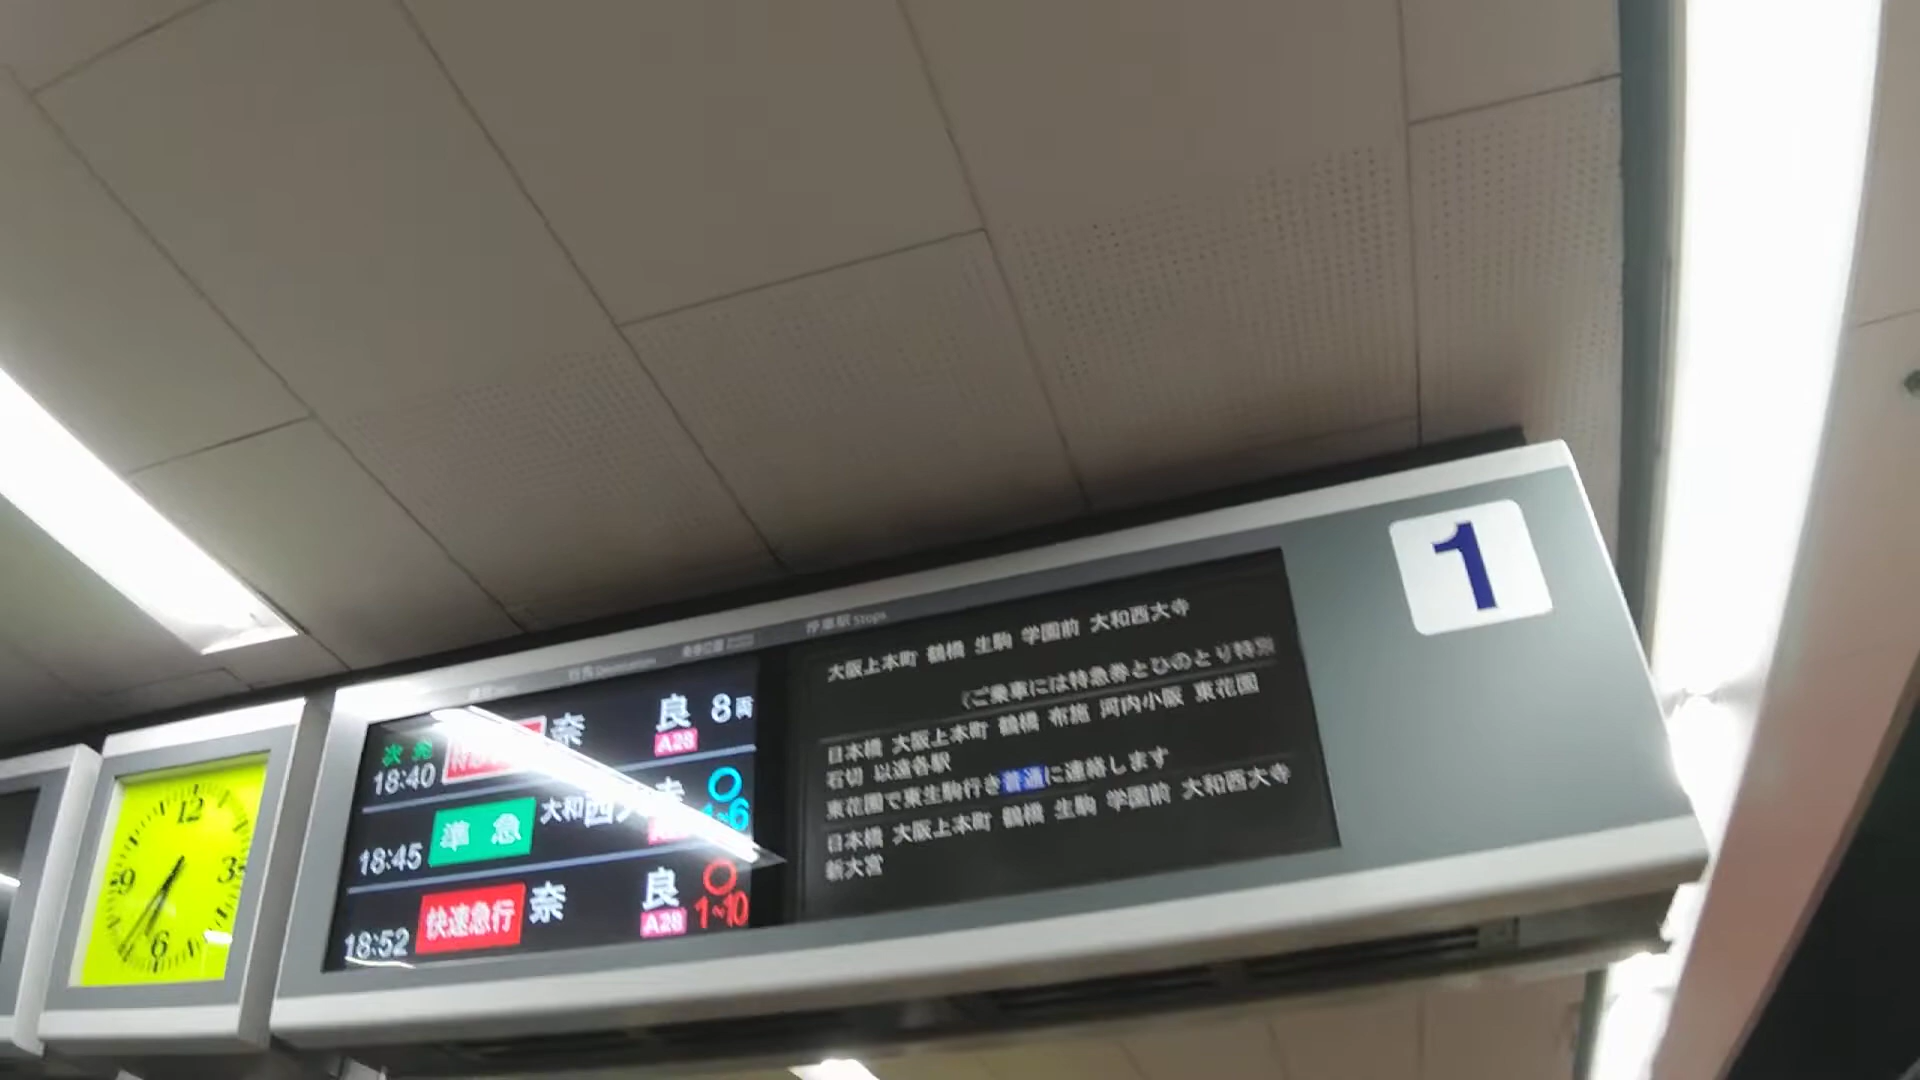 停車駅 Stops
1
次発
18:40 奈良 8両
A28
大阪上本町 鶴橋 生駒 学園前 大和西大寺
(ご乗車には特急券とひのとり特別
18:45 準急 大和西大寺
1~6
日本橋 大阪上本町 鶴橋 布施 河内小阪 東花園
石切 以遠各駅
東花園で東生駒行き普通に連絡します
18:52 快速急行 奈良
A28 1~10
日本橋 大阪上本町 鶴橋 生駒 学園前 大和西大寺
新大宮
12
3
6
9